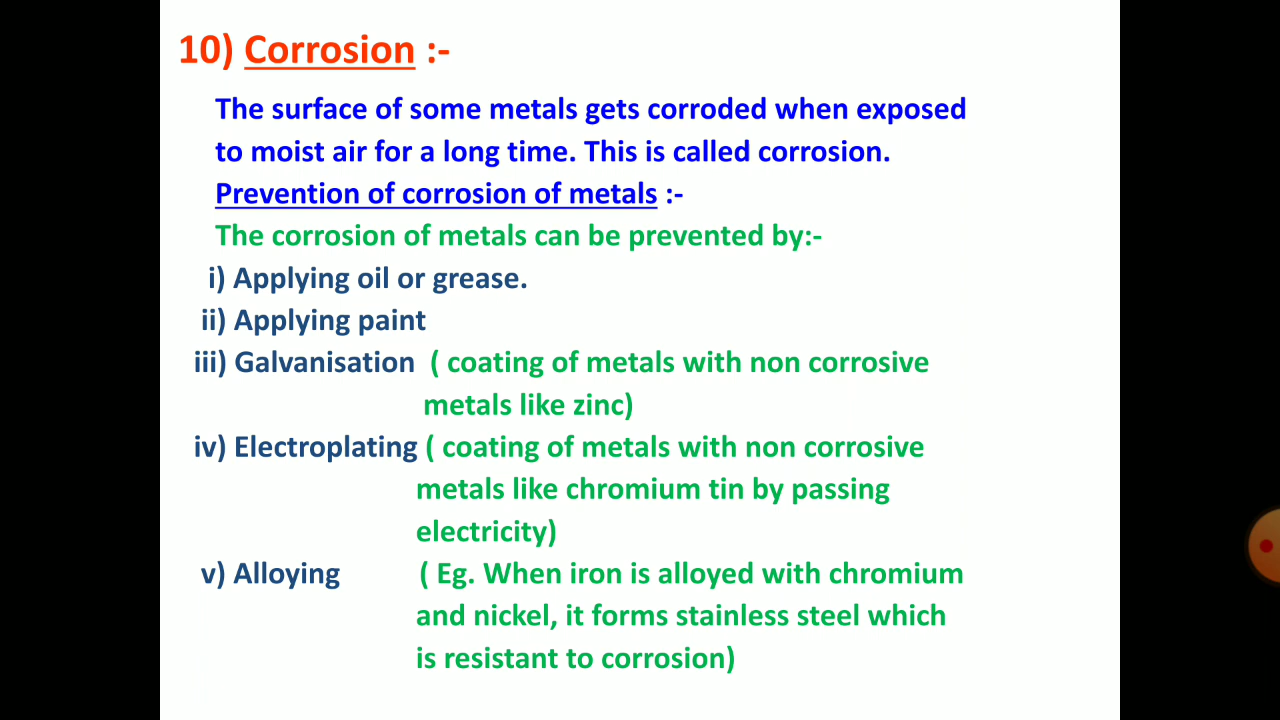 10) Corrosion :-
The surface of some metals gets corroded when exposed
to moist air for a long time. This is called corrosion.
Prevention of corrosion of metals :-
The corrosion of metals can be prevented by:-
i) Applying oil or grease.
ii) Applying paint
iii) Galvanisation ( coating of metals with non corrosive
metals like zinc)
iv) Electroplating ( coating of metals with non corrosive
metals like chromium tin by passing
electricity)
v) Alloying ( Eg. When iron is alloyed with chromium
and nickel, it forms stainless steel which
is resistant to corrosion)